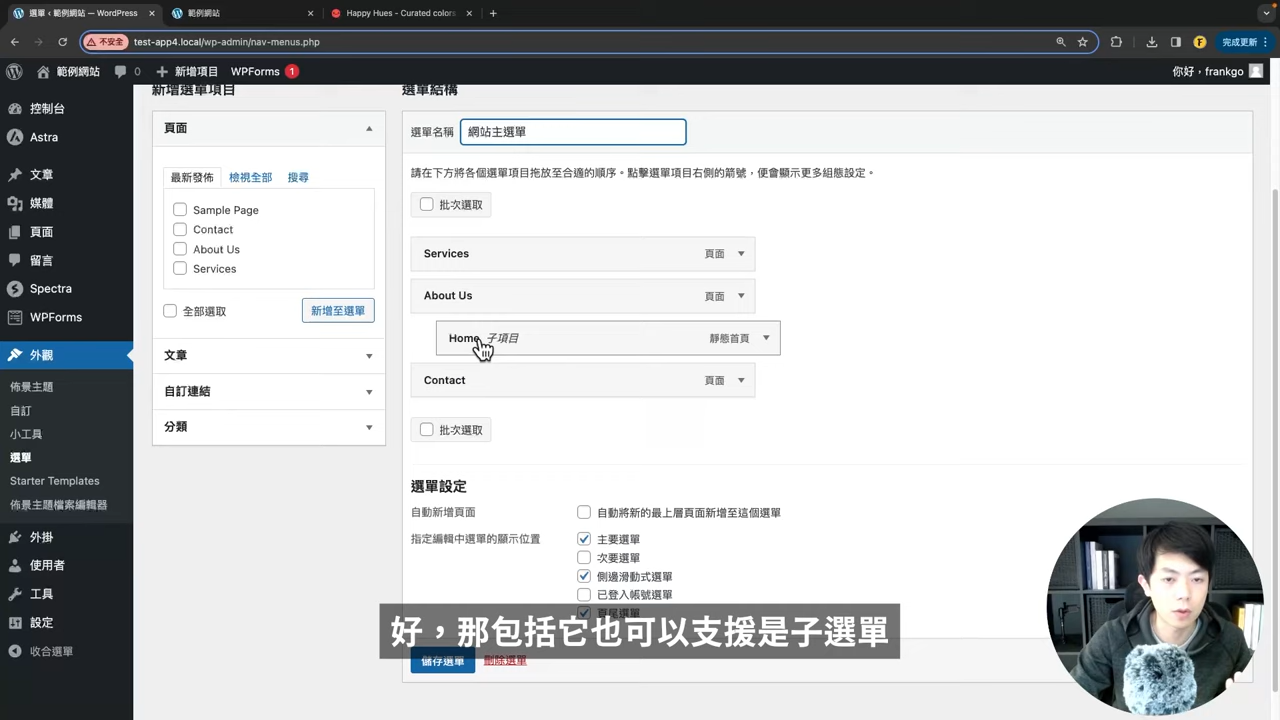 選單 ‹ 範例網站 — WordPress
範例網站
Happy Hues - Curated colors
不安全
test-app4.local/wp-admin/nav-menus.php
完成更新
範例網站
0
新增項目
WPForms
1
你好，frankgo
控制台
Astra
文章
媒體
頁面
留言
Spectra
WPForms
外觀
佈景主題
自訂
小工具
選單
Starter Templates
佈景主題檔案編輯器
外掛
使用者
工具
設定
收合選單
新增選單項目
頁面
最新發佈 檢視全部 搜尋
Sample Page
Contact
About Us
Services
全部選取
新增至選單
文章
自訂連結
分類
選單結構
選單名稱 網站主選單
請在下方將各個選單項目拖放至合適的順序。點擊選單項目右側的箭號，便會顯示更多組態設定。
批次選取
Services 頁面
About Us 頁面
Home 子項目 靜態首頁
Contact 頁面
批次選取
選單設定
自動新增頁面
自動將新的最上層頁面新增至這個選單
指定編輯中選單的顯示位置
主要選單
次要選單
側邊滑動式選單
已登入帳號選單
頁尾選單
好，那包括它也可以支援是子選單
儲存選單 刪除選單